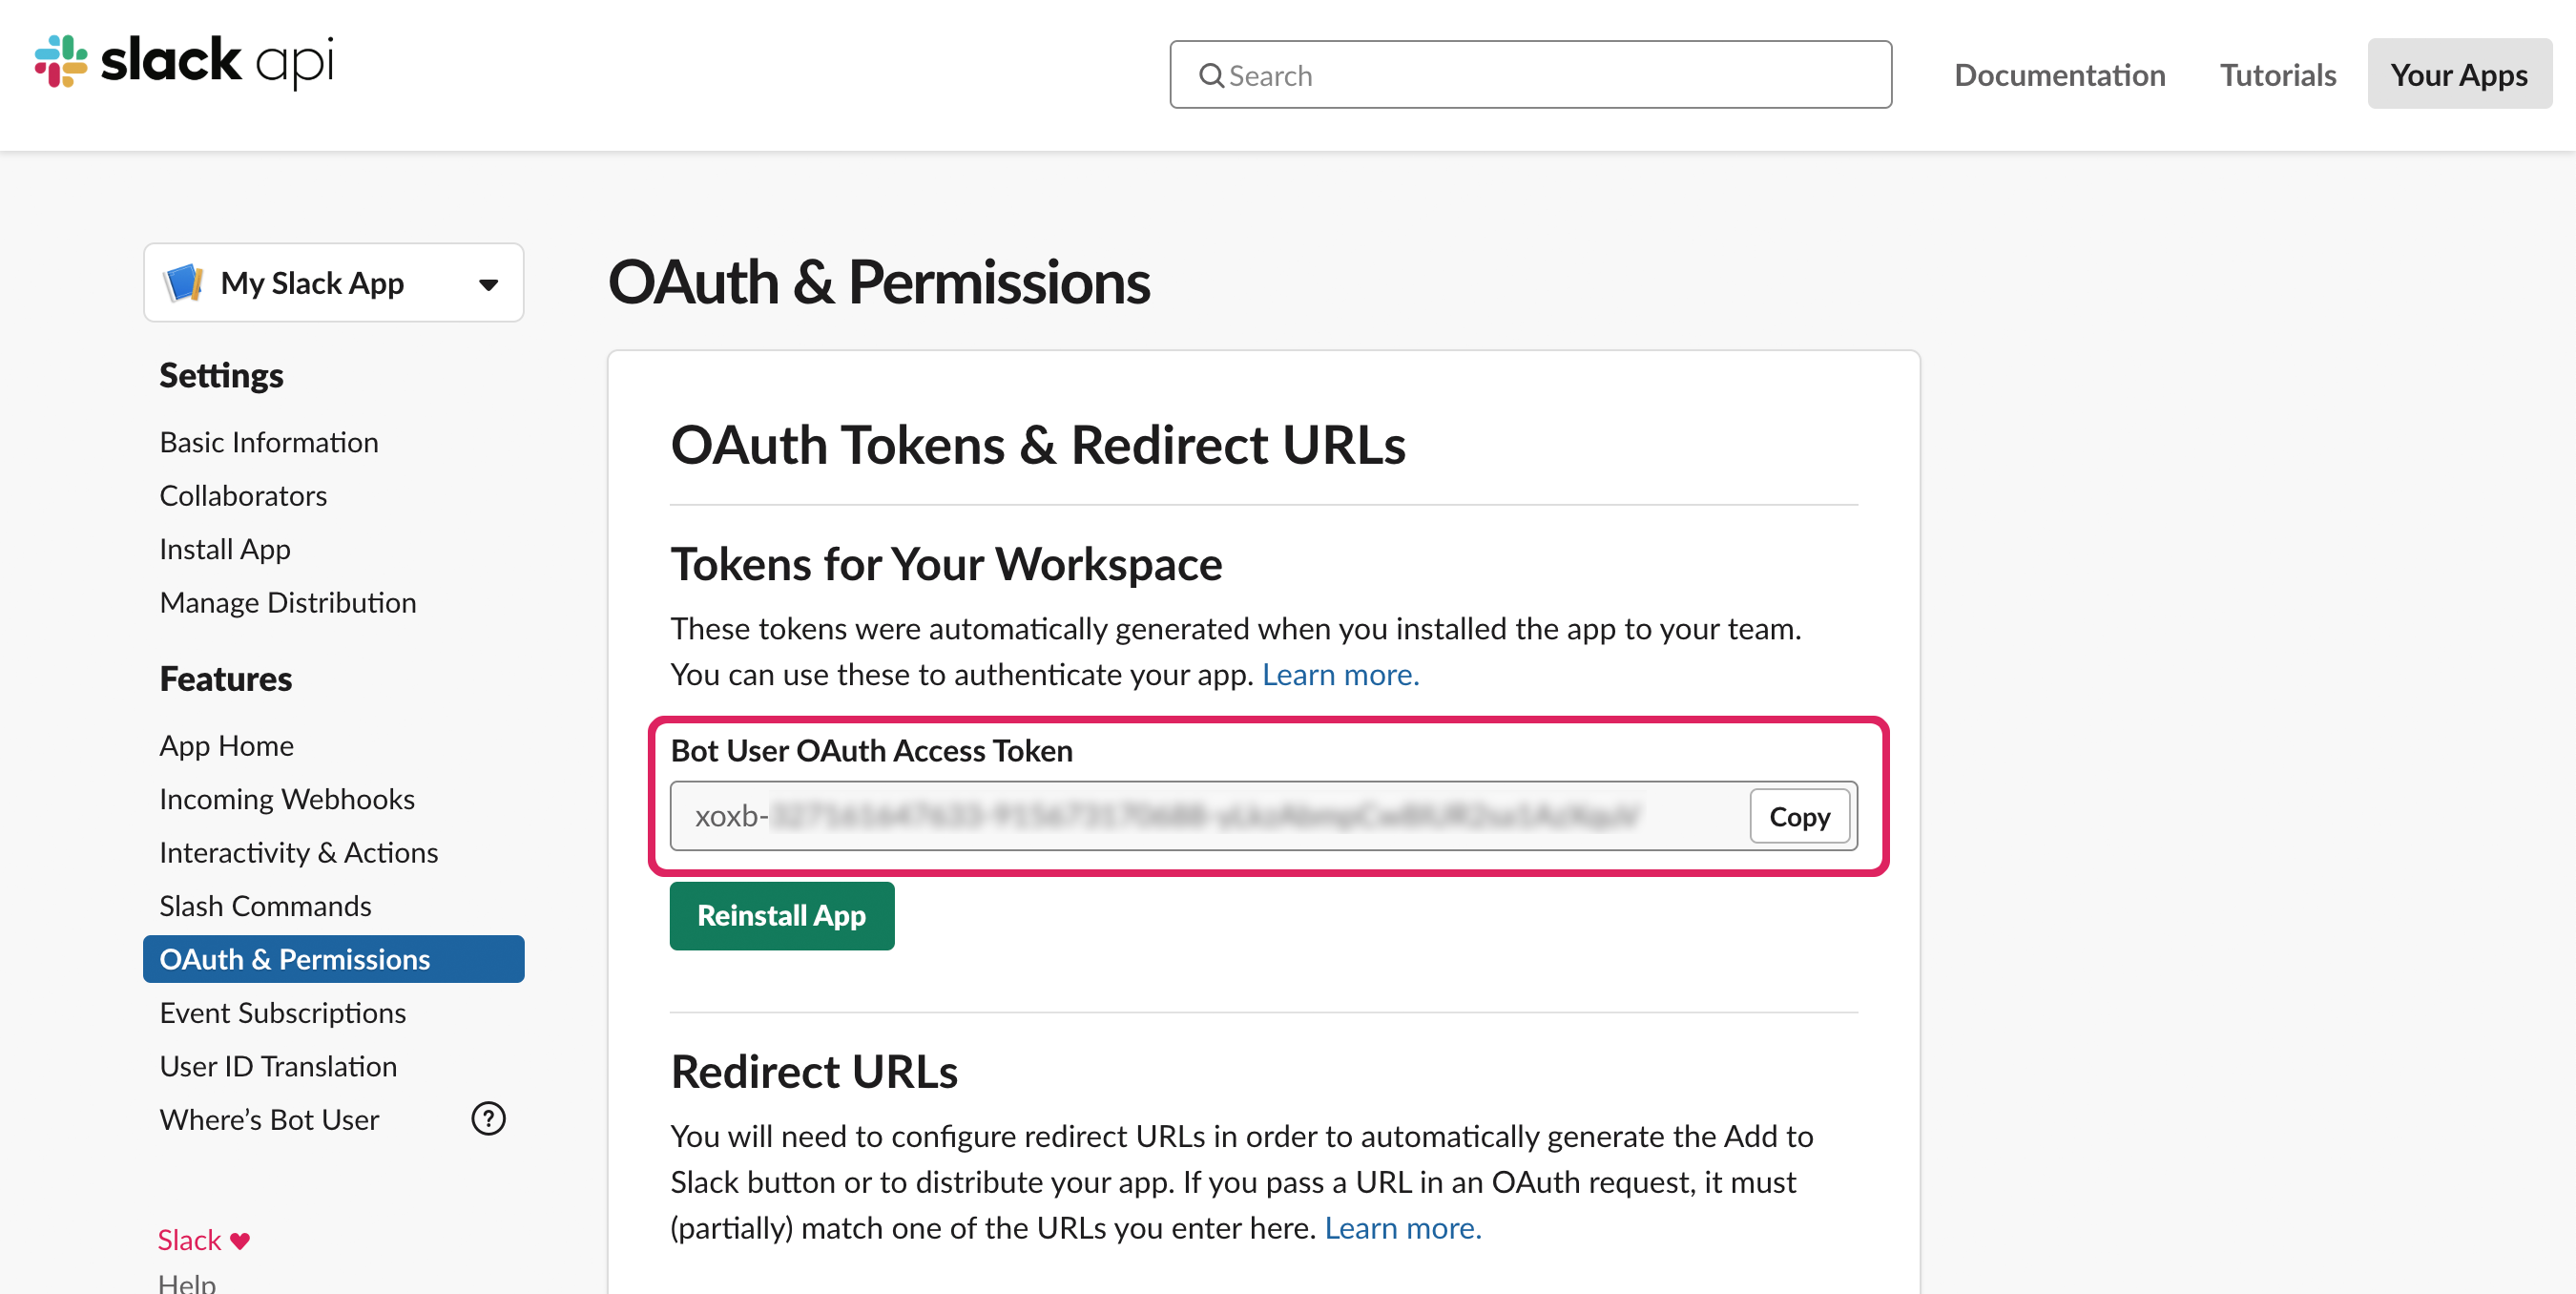 slack api
Search
Documentation
Tutorials
Your Apps
My Slack App
Settings
Basic Information
Collaborators
Install App
Manage Distribution
Features
App Home
Incoming Webhooks
Interactivity & Actions
Slash Commands
OAuth & Permissions
Event Subscriptions
User ID Translation
Where’s Bot User
?
Slack
Help
OAuth & Permissions
OAuth Tokens & Redirect URLs
Tokens for Your Workspace
These tokens were automatically generated when you installed the app to your team.
You can use these to authenticate your app. Learn more.
Bot User OAuth Access Token
xoxb-
Copy
Reinstall App
Redirect URLs
You will need to configure redirect URLs in order to automatically generate the Add to
Slack button or to distribute your app. If you pass a URL in an OAuth request, it must
(partially) match one of the URLs you enter here. Learn more.